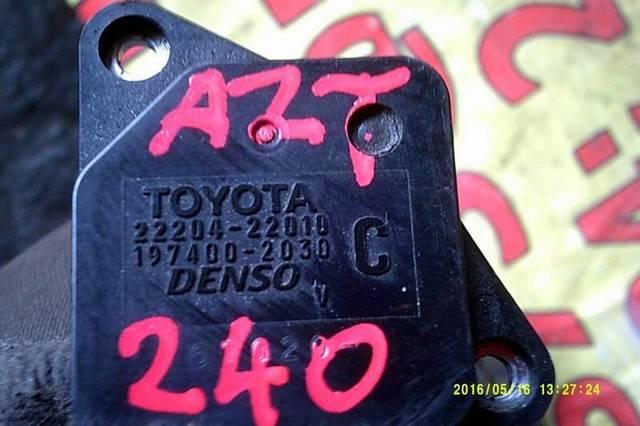 AZT
TOYOTA
22204-22010
197400-2030
C
DENSO
V
240
2016/05/16 13:27:24